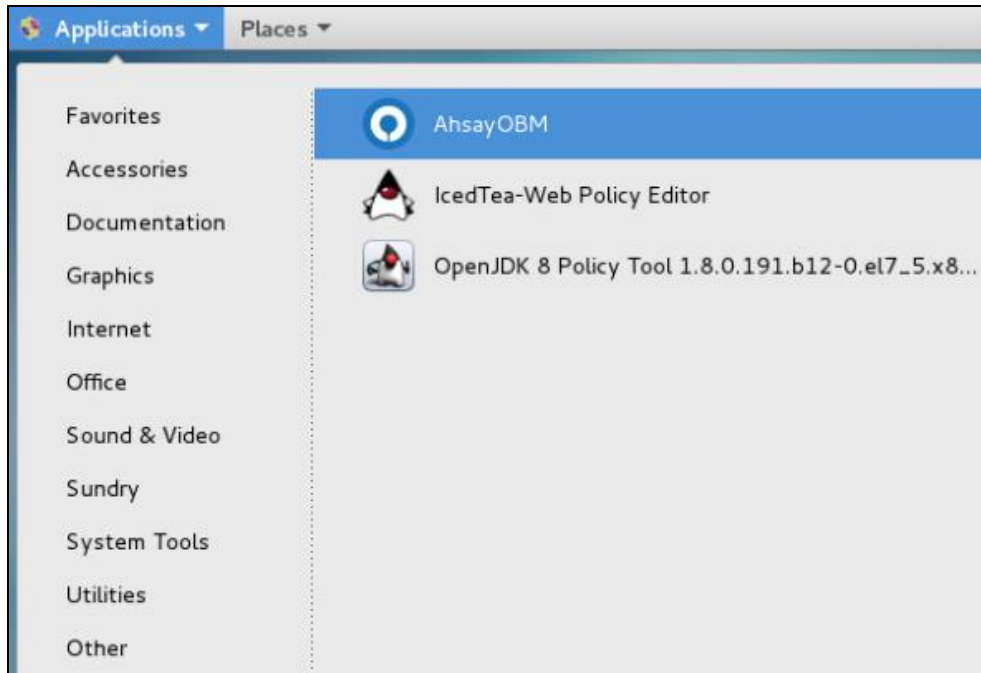 Applications Places
Favorites
Accessories
Documentation
Graphics
Internet
Office
Sound & Video
Sundry
System Tools
Utilities
Other
AhsayOBM
IcedTea-Web Policy Editor
OpenJDK 8 Policy Tool 1.8.0.191.b12-0.el7_5.x8...